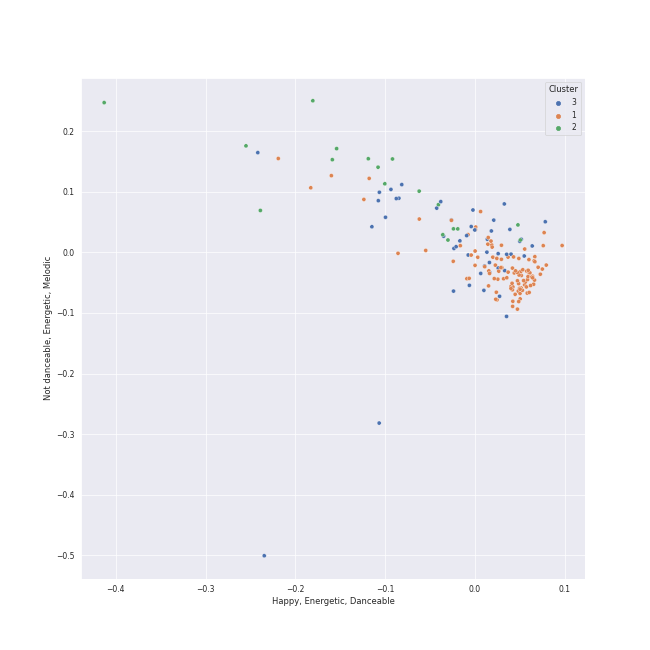 Cluster
3
1
2
0.2
0.1
0.0
−0.1
−0.2
−0.3
−0.4
−0.5
Not danceable, Energetic, Melodic
−0.4 −0.3 −0.2 −0.1 0.0 0.1
Happy, Energetic, Danceable